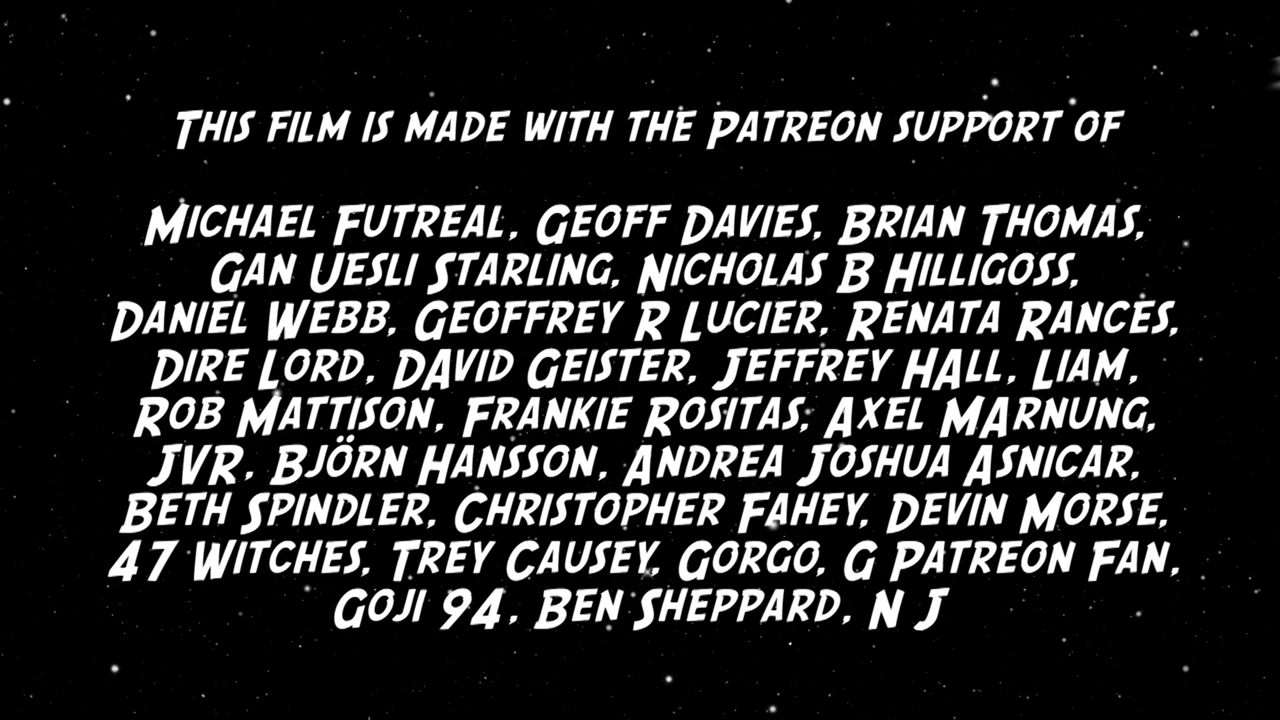 This film is made with the Patreon support of
Michael Futreal, Geoff Davies, Brian Thomas,
Gan Uesli Starling, Nicholas B Hilligoss,
Daniel Webb, Geoffrey R Lucier, Renata Rances,
Dire Lord, DAvid Geister, Jeffrey HAll, Liam,
Rob Mattison, Frankie Rositas, Axel MArnung,
JVR, Björn Hansson, Andrea Joshua Asnicar,
Beth Spindler, Christopher Fahey, Devin Morse,
47 Witches, Trey Causey, Gorgo, G Patreon Fan,
Goji 94, Ben Sheppard, N J